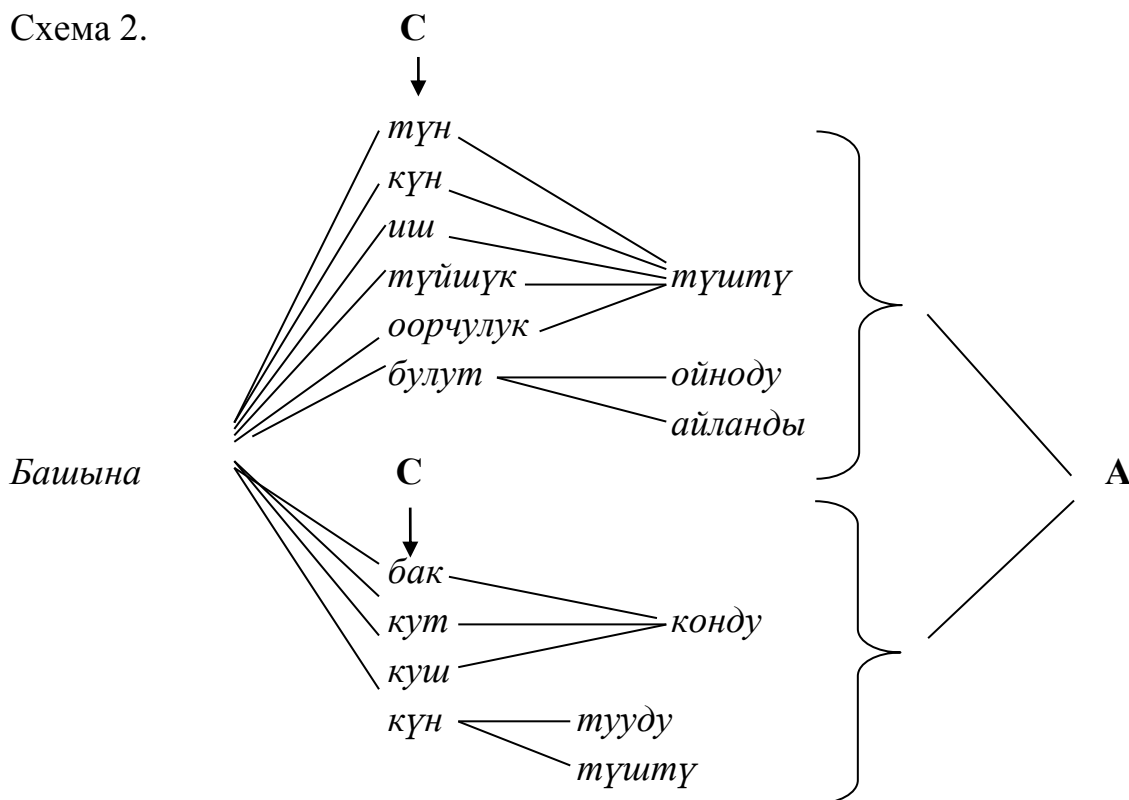 Схема 2.
С
түн
күн
иш
түйшүк түштү
оорчулук
булут ойноду
айланды
Башына С А
бак
кут конду
куш
күн тууду
түштү